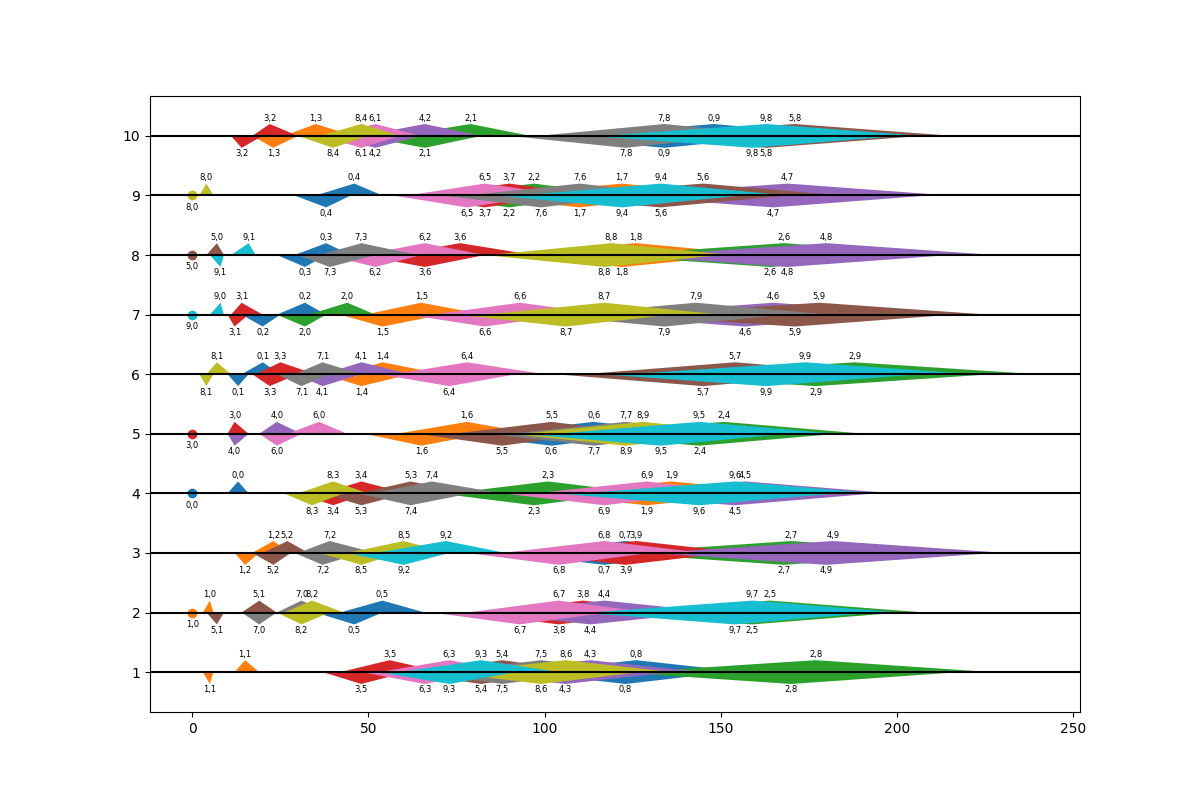 3,2 1,3 8,4 6,1 4,2 2,1 7,8 0,9 9,8 5,8
10
3,2 1,3 8,4 6,1 4,2 2,1 7,8 0,9 9,8 5,8
8,0 0,4 6,5 3,7 2,2 7,6 1,7 9,4 5,6 4,7
9
8,0 0,4 6,5 3,7 2,2 7,6 1,7 9,4 5,6 4,7
5,0 9,1 0,3 7,3 6,2 3,6 8,8 1,8 2,6 4,8
8
5,0 9,1 0,3 7,3 6,2 3,6 8,8 1,8 2,6 4,8
9,0 3,1 0,2 2,0 1,5 6,6 8,7 7,9 4,6 5,9
7
9,0 3,1 0,2 2,0 1,5 6,6 8,7 7,9 4,6 5,9
8,1 0,1 3,3 7,1 4,1 1,4 6,4 5,7 9,9 2,9
6
8,1 0,1 3,3 7,1 4,1 1,4 6,4 5,7 9,9 2,9
3,0 4,0 6,0 1,6 5,5 0,6 7,7 8,9 9,5 2,4
5
3,0 4,0 6,0 1,6 5,5 0,6 7,7 8,9 9,5 2,4
0,0 8,3 3,4 5,3 7,4 2,3 6,9 1,9 9,6 4,5
4
0,0 8,3 3,4 5,3 7,4 2,3 6,9 1,9 9,6 4,5
1,2 5,2 7,2 8,5 9,2 6,8 0,7 3,9 2,7 4,9
3
1,2 5,2 7,2 8,5 9,2 6,8 0,7 3,9 2,7 4,9
1,0 5,1 7,0 8,2 0,5 6,7 3,8 4,4 9,7 2,5
2
1,0 5,1 7,0 8,2 0,5 6,7 3,8 4,4 9,7 2,5
1,1 3,5 6,3 9,3 5,4 7,5 8,6 4,3 0,8 2,8
1
1,1 3,5 6,3 9,3 5,4 7,5 8,6 4,3 0,8 2,8
0 50 100 150 200 250